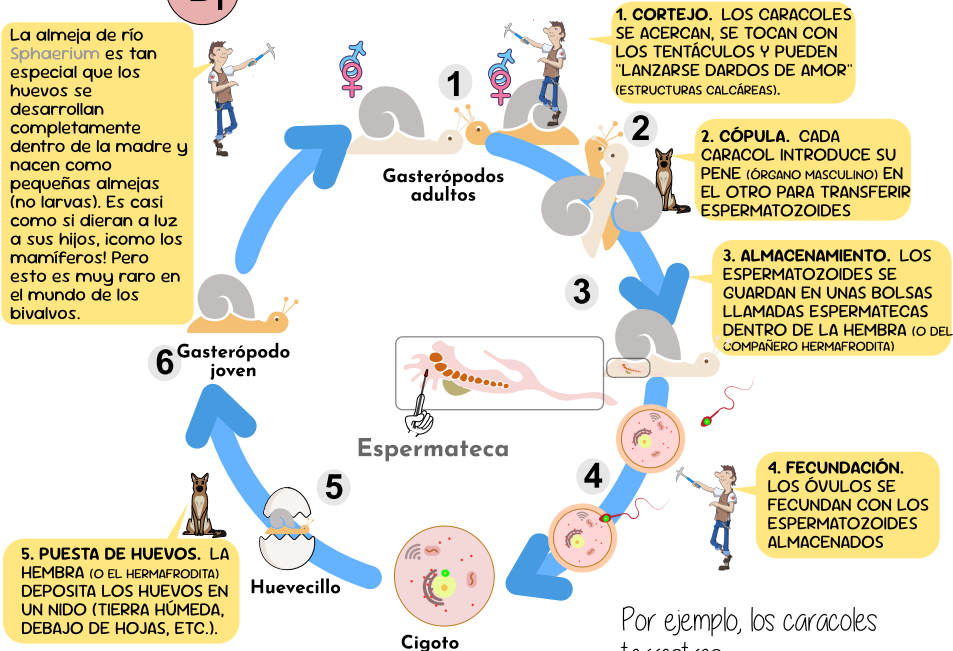 La almeja de río
Sphaerium es tan
especial que los
huevos se
desarrollan
completamente
dentro de la madre y
nacen como
pequeñas almejas
(no larvas). Es casi
como si dieran a luz
a sus hijos, ¡como los
mamíferos! Pero
esto es muy raro en
el mundo de los
bivalvos.
1. CORTEJO. LOS CARACOLES
SE ACERCAN, SE TOCAN CON
LOS TENTÁCULOS Y PUEDEN
"LANZARSE DARDOS DE AMOR"
(ESTRUCTURAS CALCÁREAS).
1
Gasterópodos
adultos
2
2. CÓPULA. CADA
CARACOL INTRODUCE SU
PENE (ÓRGANO MASCULINO) EN
EL OTRO PARA TRANSFERIR
ESPERMATOZOIDES
3
3. ALMACENAMIENTO. LOS
ESPERMATOZOIDES SE
GUARDAN EN UNAS BOLSAS
LLAMADAS ESPERMATECAS
DENTRO DE LA HEMBRA (O DEL
COMPAÑERO HERMAFRODITA)
Espermateca
4
4. FECUNDACIÓN.
LOS ÓVULOS SE
FECUNDAN CON LOS
ESPERMATOZOIDES
ALMACENADOS
Cigoto
5
Huevecillo
5. PUESTA DE HUEVOS. LA
HEMBRA (O EL HERMAFRODITA)
DEPOSITA LOS HUEVOS EN
UN NIDO (TIERRA HÚMEDA,
DEBAJO DE HOJAS, ETC.).
6
Gasterópodo
joven
Por ejemplo, los caracoles